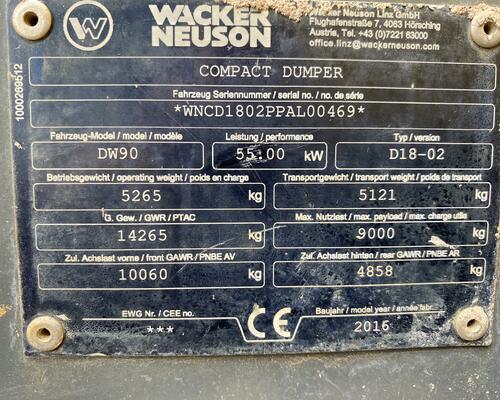 WACKER
NEUSON
Wacker Neuson Linz GmbH
Flughafenstraße 7, 4063 Hörsching
Austria, Tel. +43 (0)7221 63000
office.linz@wackerneuson.com
1000269512
COMPACT DUMPER
Fahrzeug Seriennummer / serial no. / no. de série
*WNCD1802PPAL00469*
Fahrzeug-Model / model / modèle
Leistung / performance
Typ / version
DW90
55.00 kW
D18-02
Betriebsgewicht / operating weight / poids en charge
Transportgewicht / transport weight / poids de transport
5265 kg
5121 kg
G. Gew. / GWR / PTAC
Max. Nutzlast / max. payload / max. charge utile
14265 kg
9000 kg
Zul. Achslast vorne / front GAWR / PNBE AV
Zul. Achslast hinten / rear GAWR / PNBE AR
10060 kg
4858 kg
EWG Nr. / CEE no.
Baujahr / model year / année fabr.
***
CE
2016